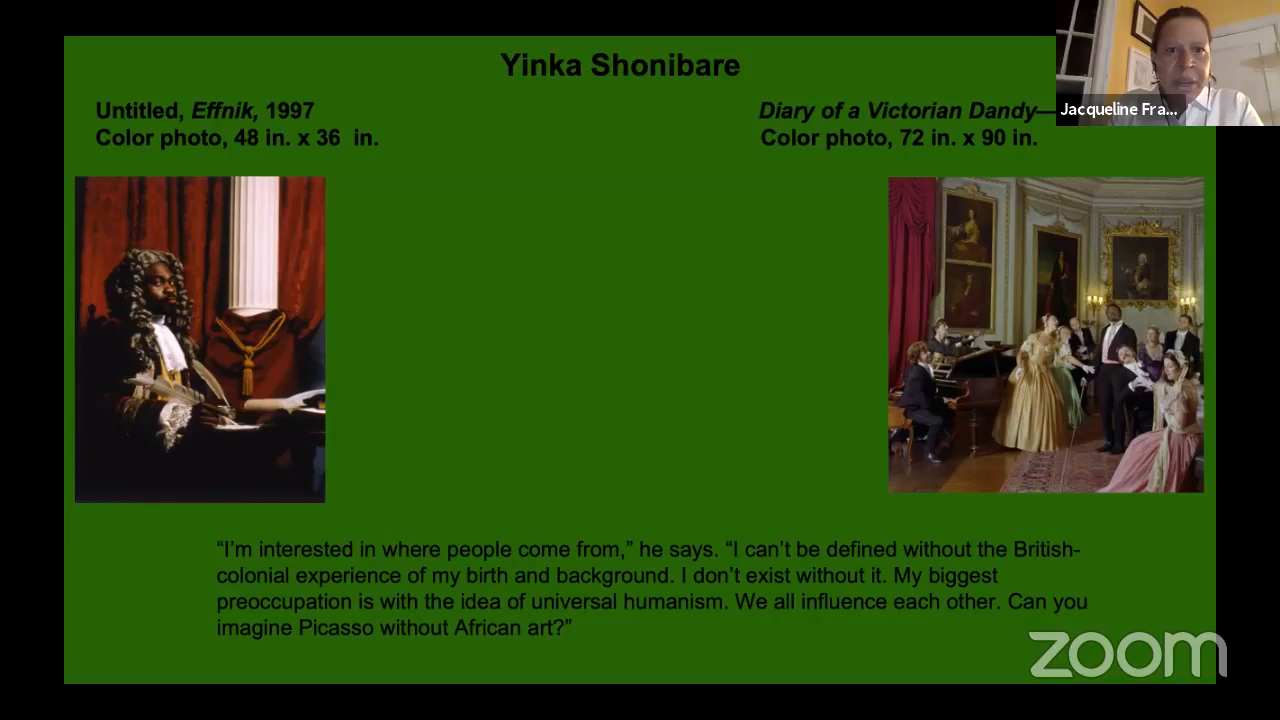 Yinka Shonibare
Untitled, Effnik, 1997
Color photo, 48 in. x 36 in.
Diary of a Victorian Dandy—
Color photo, 72 in. x 90 in.
Jacqueline Fra...
“I’m interested in where people come from,” he says. “I can’t be defined without the British-
colonial experience of my birth and background. I don’t exist without it. My biggest
preoccupation is with the idea of universal humanism. We all influence each other. Can you
imagine Picasso without African art?”
zoom